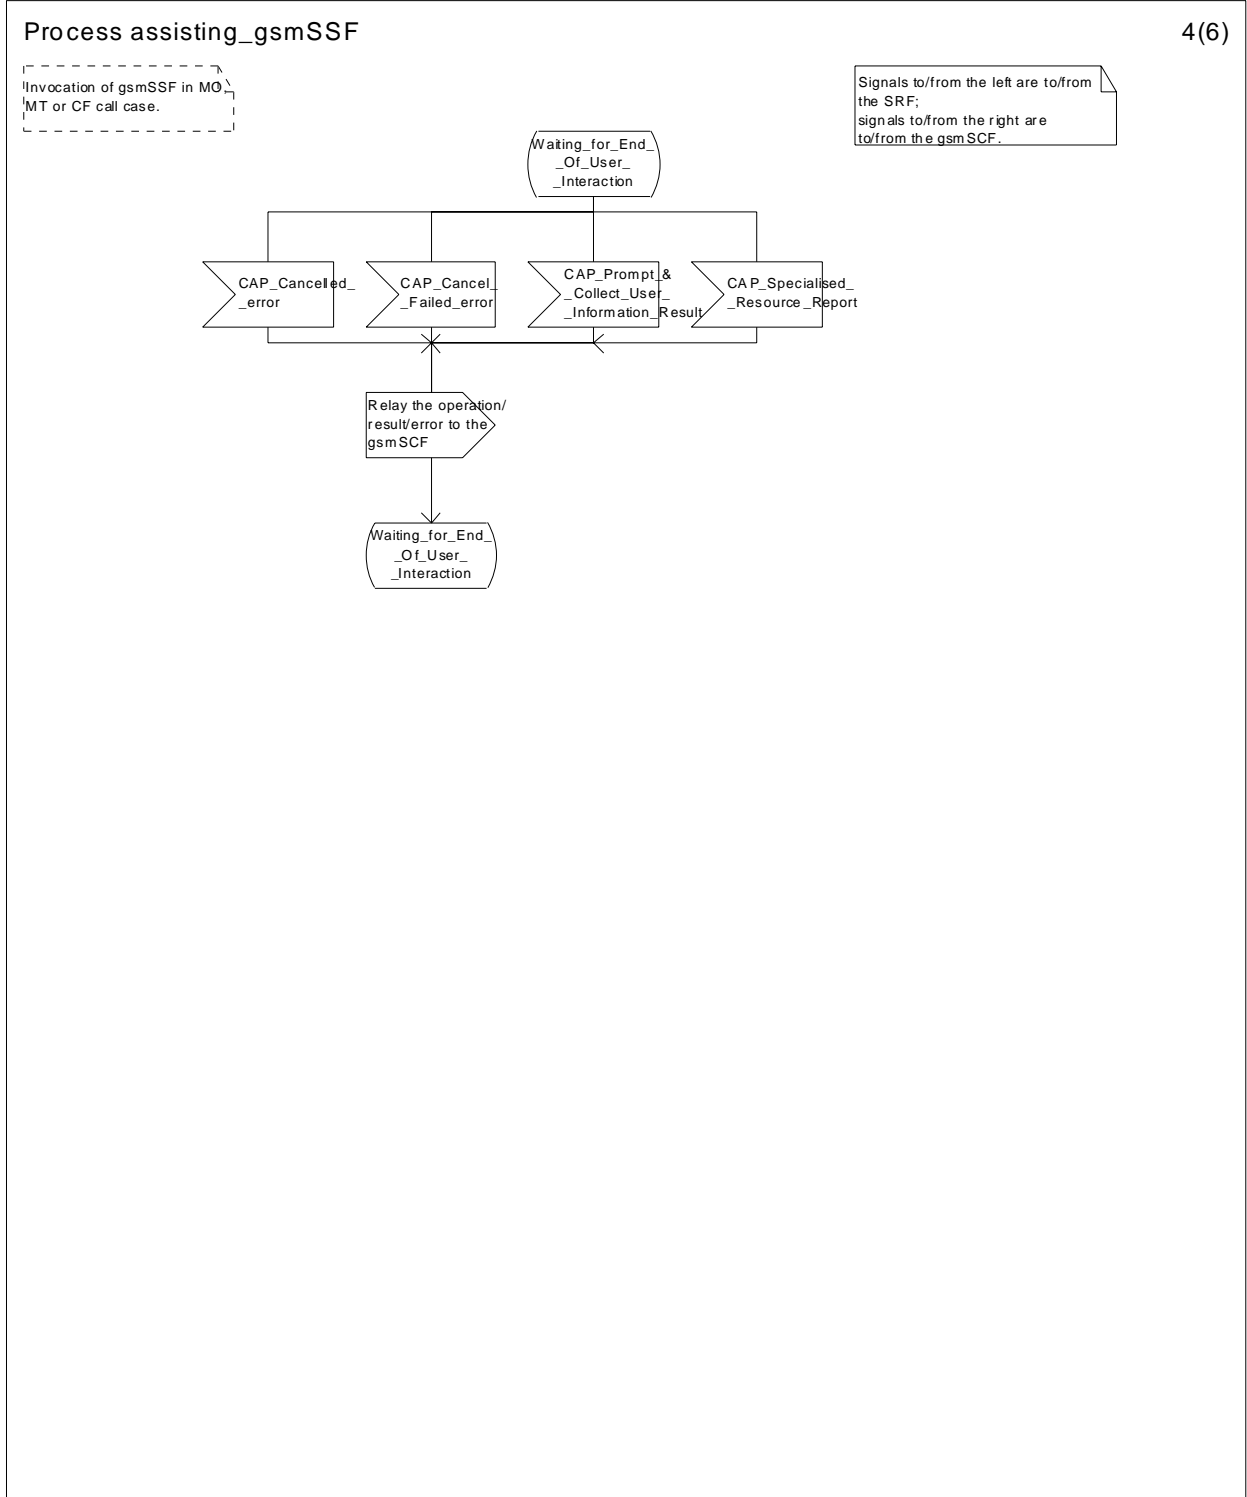 Process assisting_gsmSSF
4(6)
Invocation of gsmSSF in MO,
MT or CF call case.
Signals to/from the left are to/from
the SRF;
signals to/from the right are
to/from the gsmSCF.
Waiting_for_End_
_Of_User_
_Interaction
CAP_Cancelled_
_error
CAP_Cancel_
_Failed_error
CAP_Prompt_&
_Collect_User_
_Information_Result
CAP_Specialised_
_Resource_Report
Relay the operation/
result/error to the
gsmSCF
Waiting_for_End_
_Of_User_
_Interaction